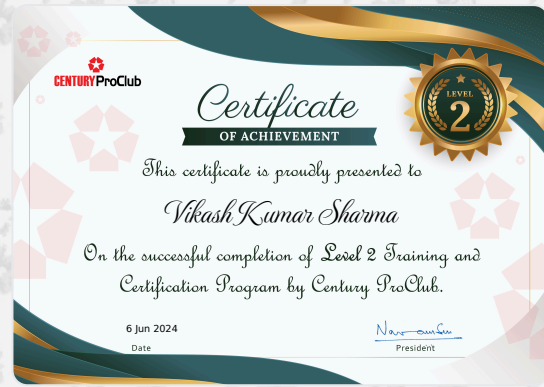 CENTURY ProClub
Certificate
OF ACHIEVEMENT
LEVEL
2
This certificate is proudly presented to
Vikash Kumar Sharma
On the successful completion of Level 2 Training and
Certification Program by Century ProClub.
6 Jun 2024
Date
President